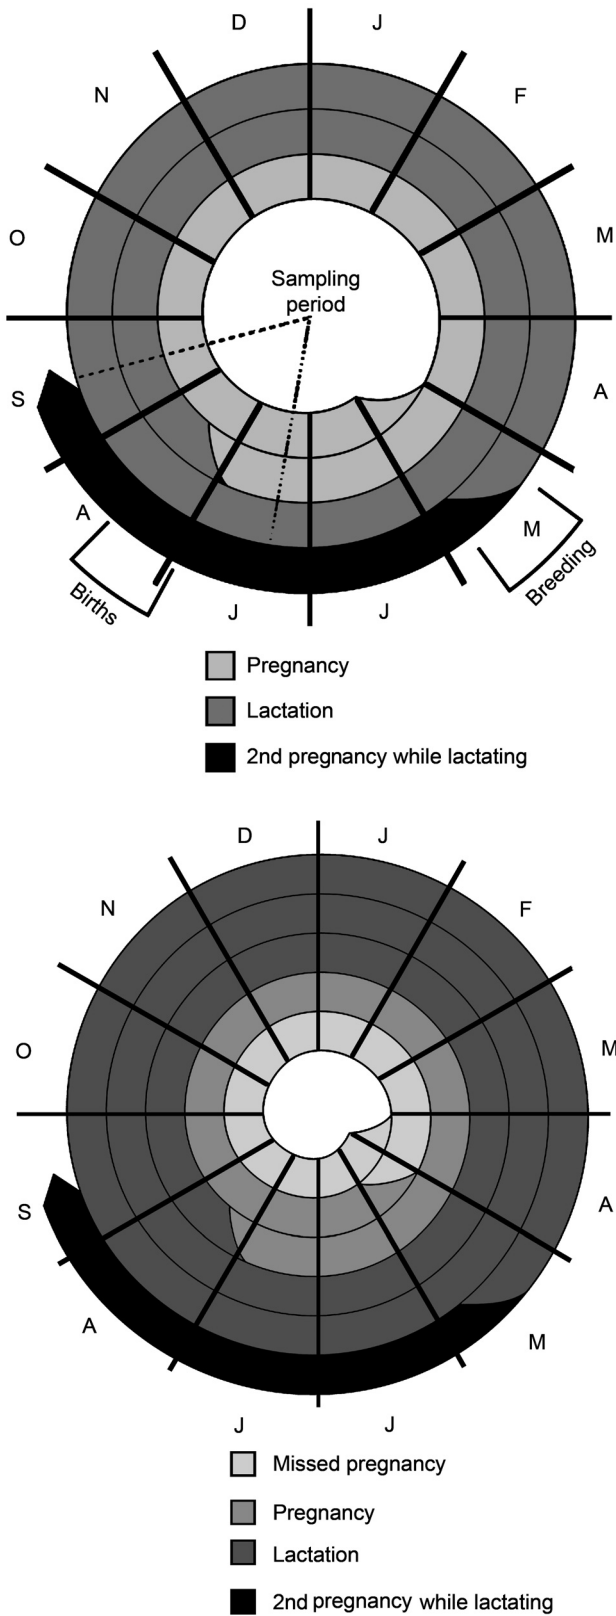 D
J
N
F
O
M
Sampling
period
S
A
A
M
Births
Breeding
J
J
Pregnancy
Lactation
2nd pregnancy while lactating
D
J
N
F
O
M
S
A
A
M
J
J
Missed pregnancy
Pregnancy
Lactation
2nd pregnancy while lactating